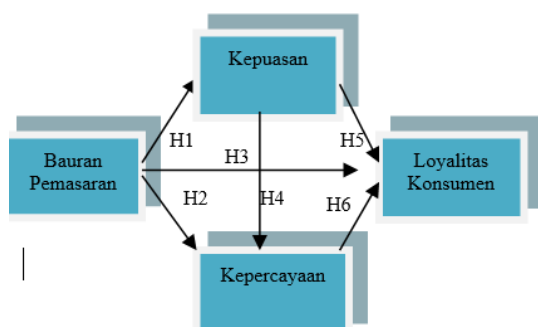 Kepuasan
H1
H5
Bauran
Pemasaran
H3
Loyalitas
Konsumen
H2
H4
H6
Kepercayaan